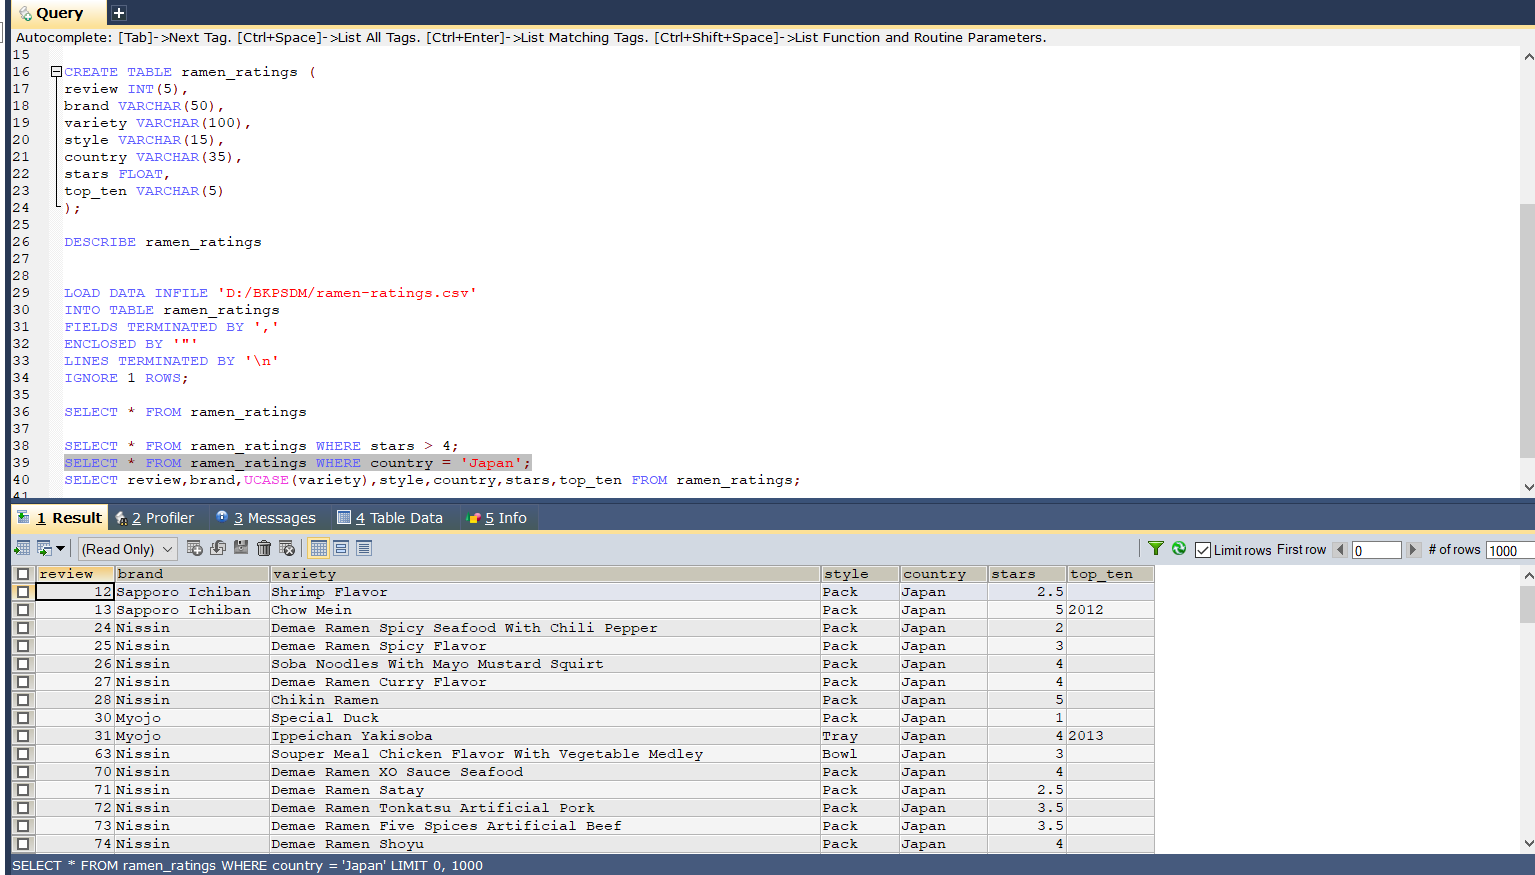 Query
Autocomplete: [Tab]->Next Tag. [Ctrl+Space]->List All Tags. [Ctrl+Enter]->List Matching Tags. [Ctrl+Shift+Space]->List Function and Routine Parameters.
15
16 CREATE TABLE ramen_ratings (
17 review INT(5),
18 brand VARCHAR(50),
19 variety VARCHAR(100),
20 style VARCHAR(15),
21 country VARCHAR(35),
22 stars FLOAT,
23 top_ten VARCHAR(5)
24 );
25
26 DESCRIBE ramen_ratings
27
28
29 LOAD DATA INFILE 'D:/BKPSDM/ramen-ratings.csv'
30 INTO TABLE ramen_ratings
31 FIELDS TERMINATED BY ','
32 ENCLOSED BY '"'
33 LINES TERMINATED BY '\n'
34 IGNORE 1 ROWS;
35
36 SELECT * FROM ramen_ratings
37
38 SELECT * FROM ramen_ratings WHERE stars > 4;
39 SELECT * FROM ramen_ratings WHERE country = 'Japan';
40 SELECT review,brand,UCASE(variety),style,country,stars,top_ten FROM ramen_ratings;
41
1 Result 2 Profiler 3 Messages 4 Table Data 5 Info
(Read Only) Limit rows First row 0 # of rows 1000
review brand variety style country stars top_ten
12 Sapporo Ichiban Shrimp Flavor Pack Japan 2.5
13 Sapporo Ichiban Chow Mein Pack Japan 5 2012
24 Nissin Demae Ramen Spicy Seafood With Chili Pepper Pack Japan 2
25 Nissin Demae Ramen Spicy Flavor Pack Japan 3
26 Nissin Soba Noodles With Mayo Mustard Squirt Pack Japan 4
27 Nissin Demae Ramen Curry Flavor Pack Japan 4
28 Nissin Chikin Ramen Pack Japan 5
30 Myojo Special Duck Pack Japan 1
31 Myojo Ippeichan Yakisoba Tray Japan 4 2013
63 Nissin Souper Meal Chicken Flavor With Vegetable Medley Bowl Japan 3
70 Nissin Demae Ramen XO Sauce Seafood Pack Japan 4
71 Nissin Demae Ramen Satay Pack Japan 2.5
72 Nissin Demae Ramen Tonkatsu Artificial Pork Pack Japan 3.5
73 Nissin Demae Ramen Five Spices Artificial Beef Pack Japan 3.5
74 Nissin Demae Ramen Shoyu Pack Japan 4
SELECT * FROM ramen_ratings WHERE country = 'Japan' LIMIT 0, 1000